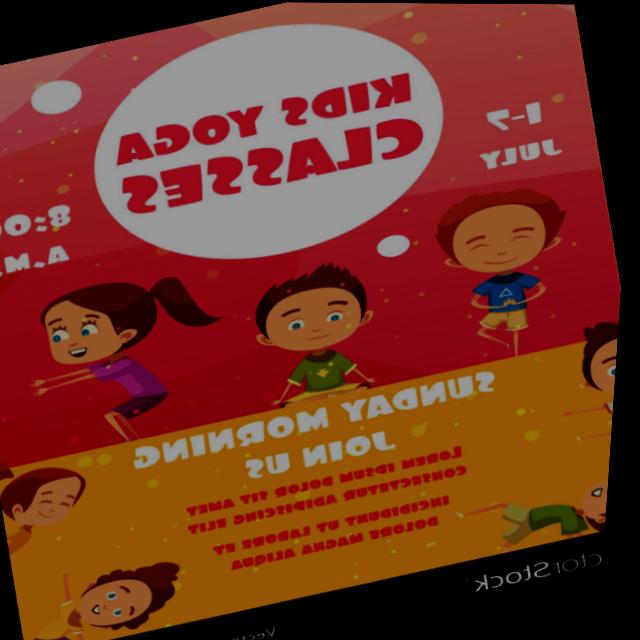 KIDS YOGA
CLASSES
1-7
JULY
8:00
A.M.
SUNDAY MORNING
JOIN US
LOREM IPSUM DOLOR SIT AMET
CONSECTETUR ADIPISICING ELIT
INCIDIDUNT UT LABORE ET
DOLORE MAGNA ALIQUA